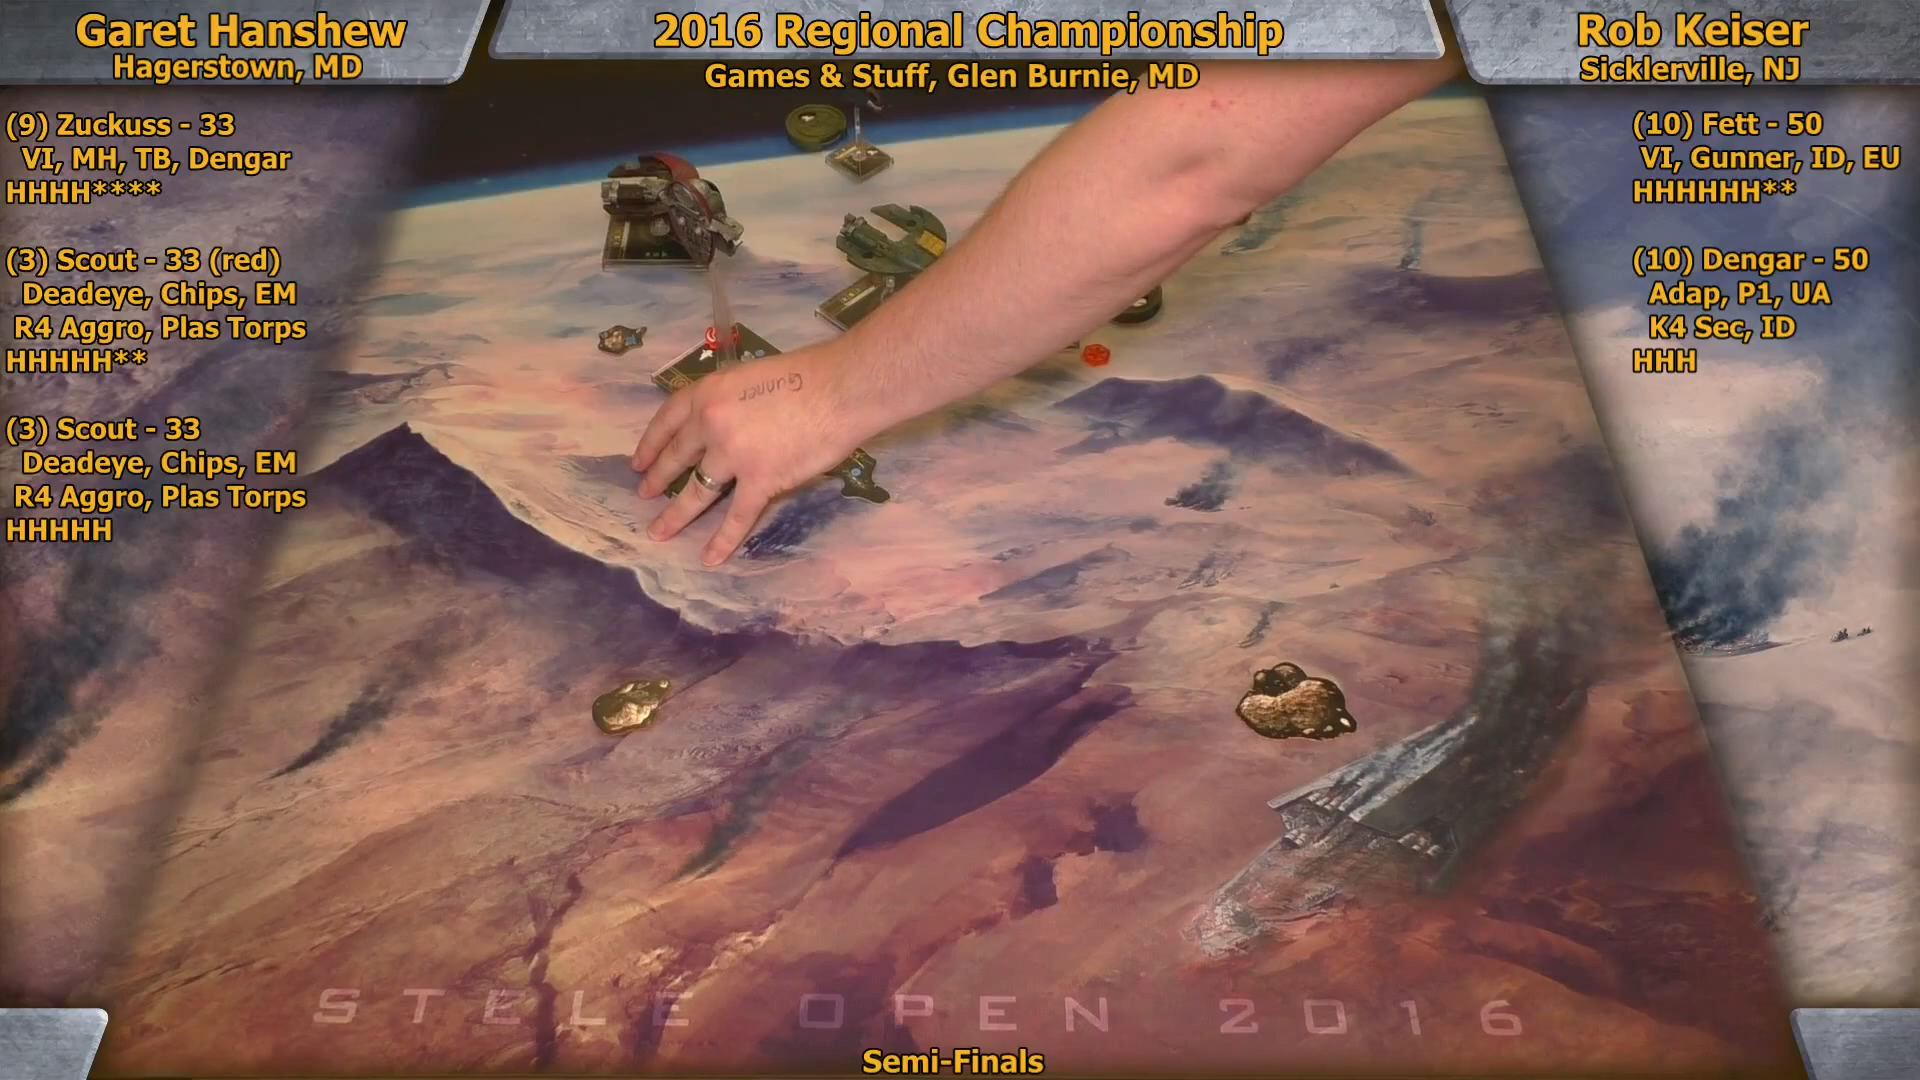 Garet Hanshew
Hagerstown, MD
2016 Regional Championship
Games & Stuff, Glen Burnie, MD
Rob Keiser
Sicklerville, NJ
(9) Zuckuss - 33
VI, MH, TB, Dengar
HHHH****
(3) Scout - 33 (red)
Deadeye, Chips, EM
R4 Aggro, Plas Torps
HHHHH**
(3) Scout - 33
Deadeye, Chips, EM
R4 Aggro, Plas Torps
HHHHH
(10) Fett - 50
VI, Gunner, ID, EU
HHHHHH**
(10) Dengar - 50
Adap, P1, UA
K4 Sec, ID
HHH
Gunner
STELE OPEN 2016
Semi-Finals